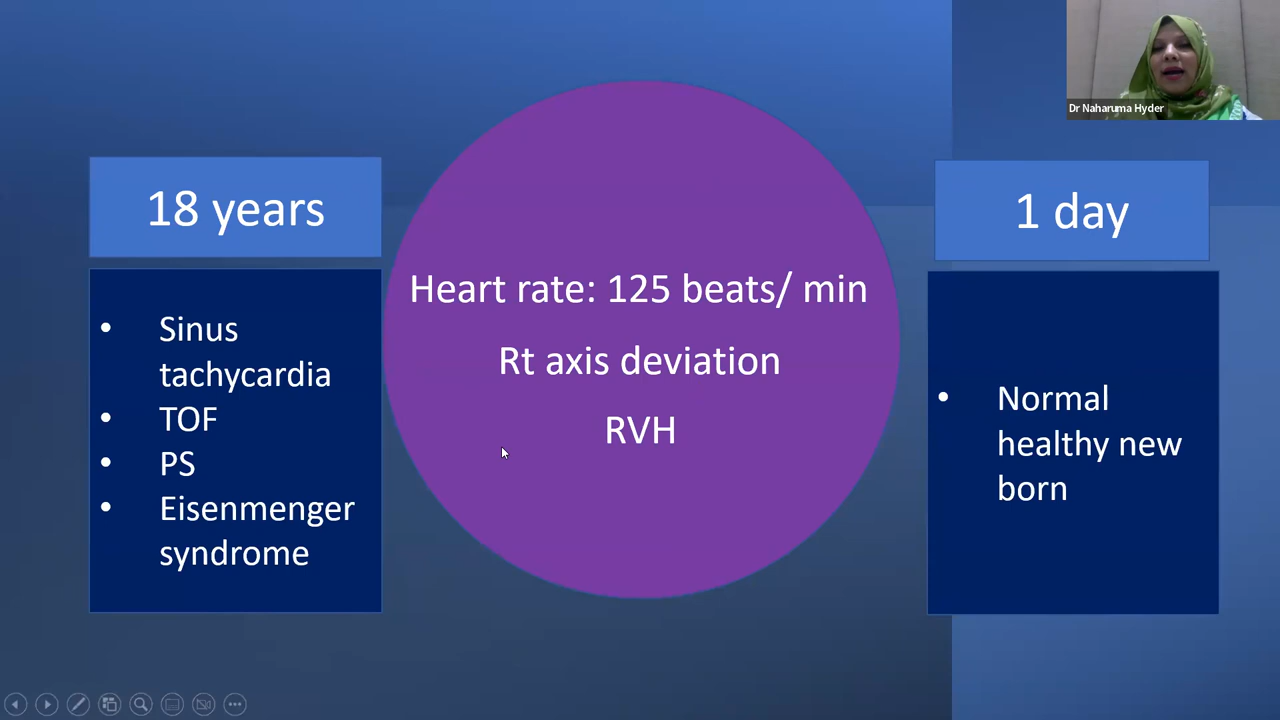 Dr Naharuma Hyder
18 years
• Sinus
tachycardia
• TOF
• PS
• Eisenmenger
syndrome
Heart rate: 125 beats/ min
Rt axis deviation
RVH
1 day
• Normal
healthy new
born